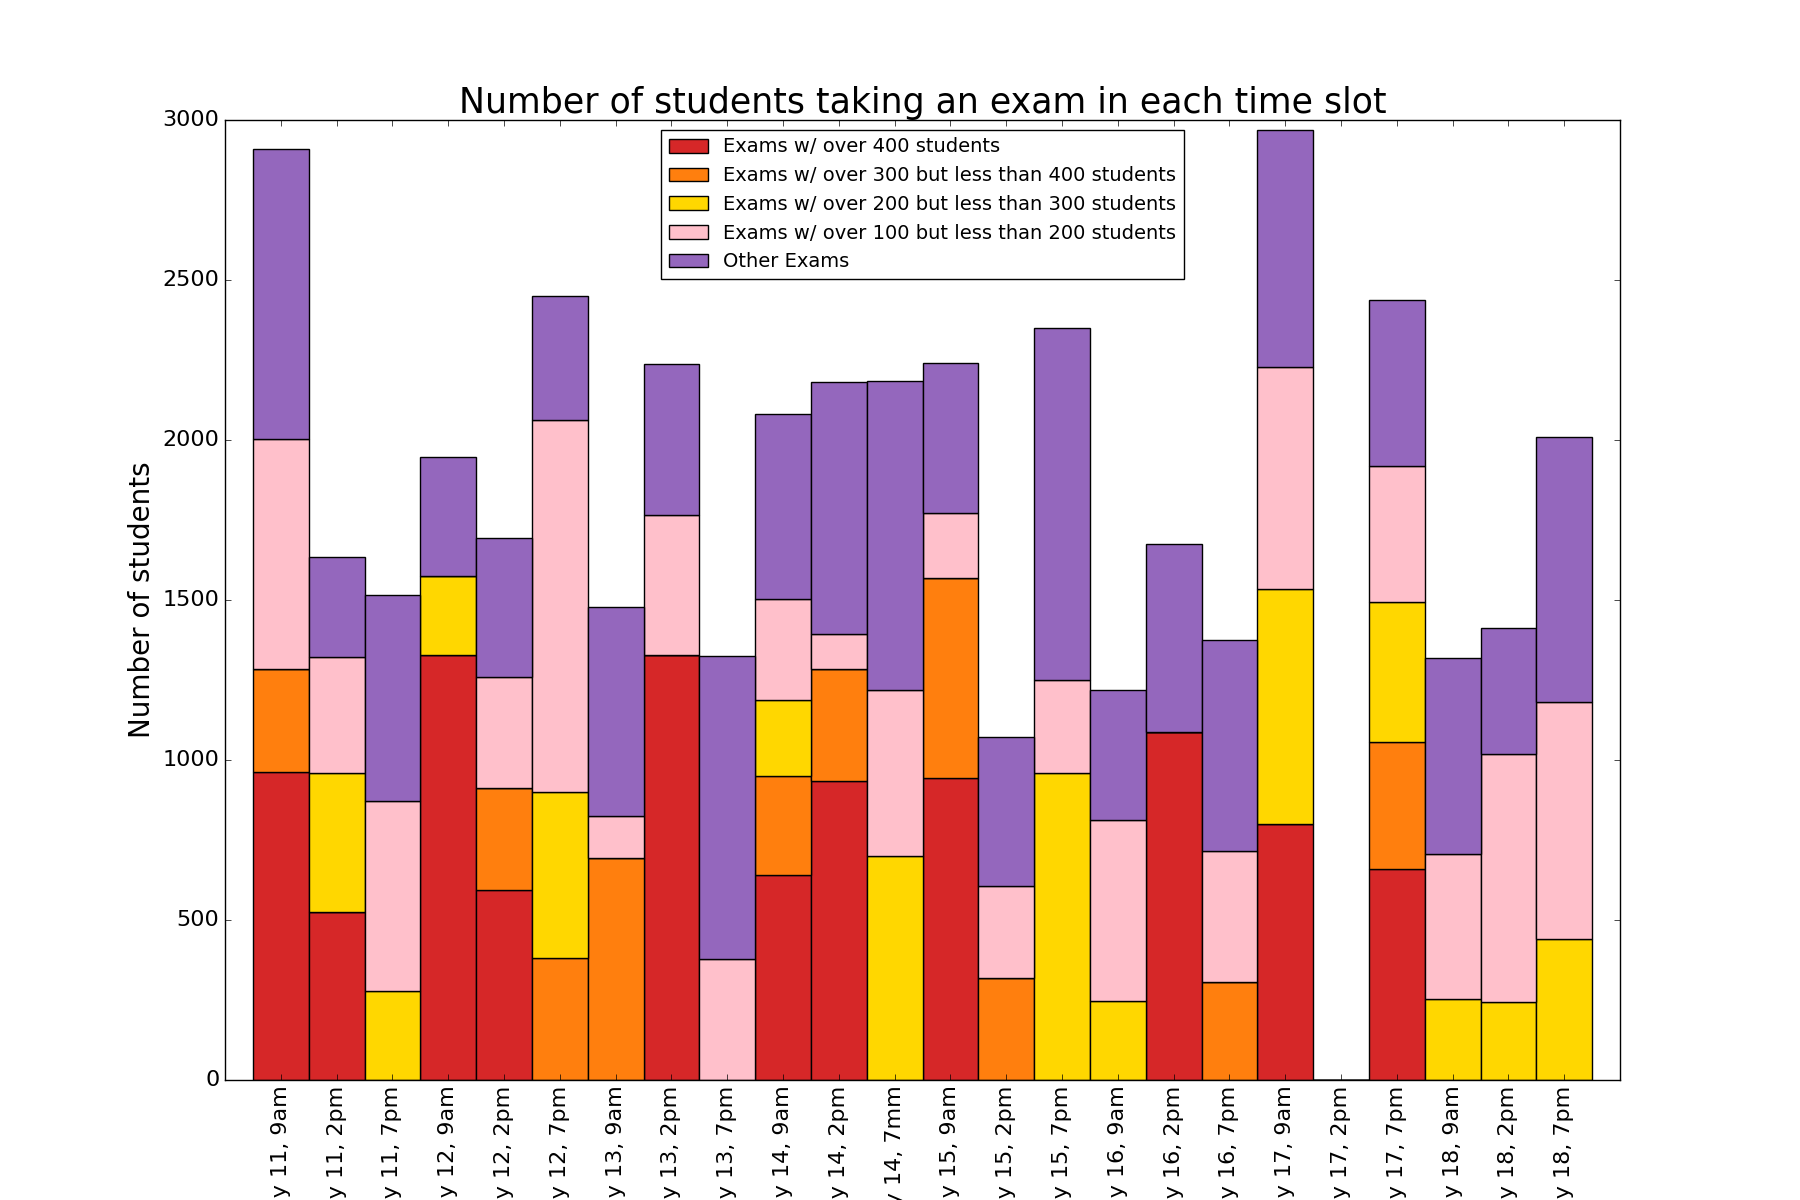 Number of students taking an exam in each time slot
Exams w/ over 400 students
Exams w/ over 300 but less than 400 students
Exams w/ over 200 but less than 300 students
Exams w/ over 100 but less than 200 students
Other Exams
Number of students
3000
2500
2000
1500
1000
500
0
y 11, 9am
y 11, 2pm
y 11, 7pm
y 12, 9am
y 12, 2pm
y 12, 7pm
y 13, 9am
y 13, 2pm
y 13, 7pm
y 14, 9am
y 14, 2pm
y 14, 7mm
y 15, 9am
y 15, 2pm
y 15, 7pm
y 16, 9am
y 16, 2pm
y 16, 7pm
y 17, 9am
y 17, 2pm
y 17, 7pm
y 18, 9am
y 18, 2pm
y 18, 7pm